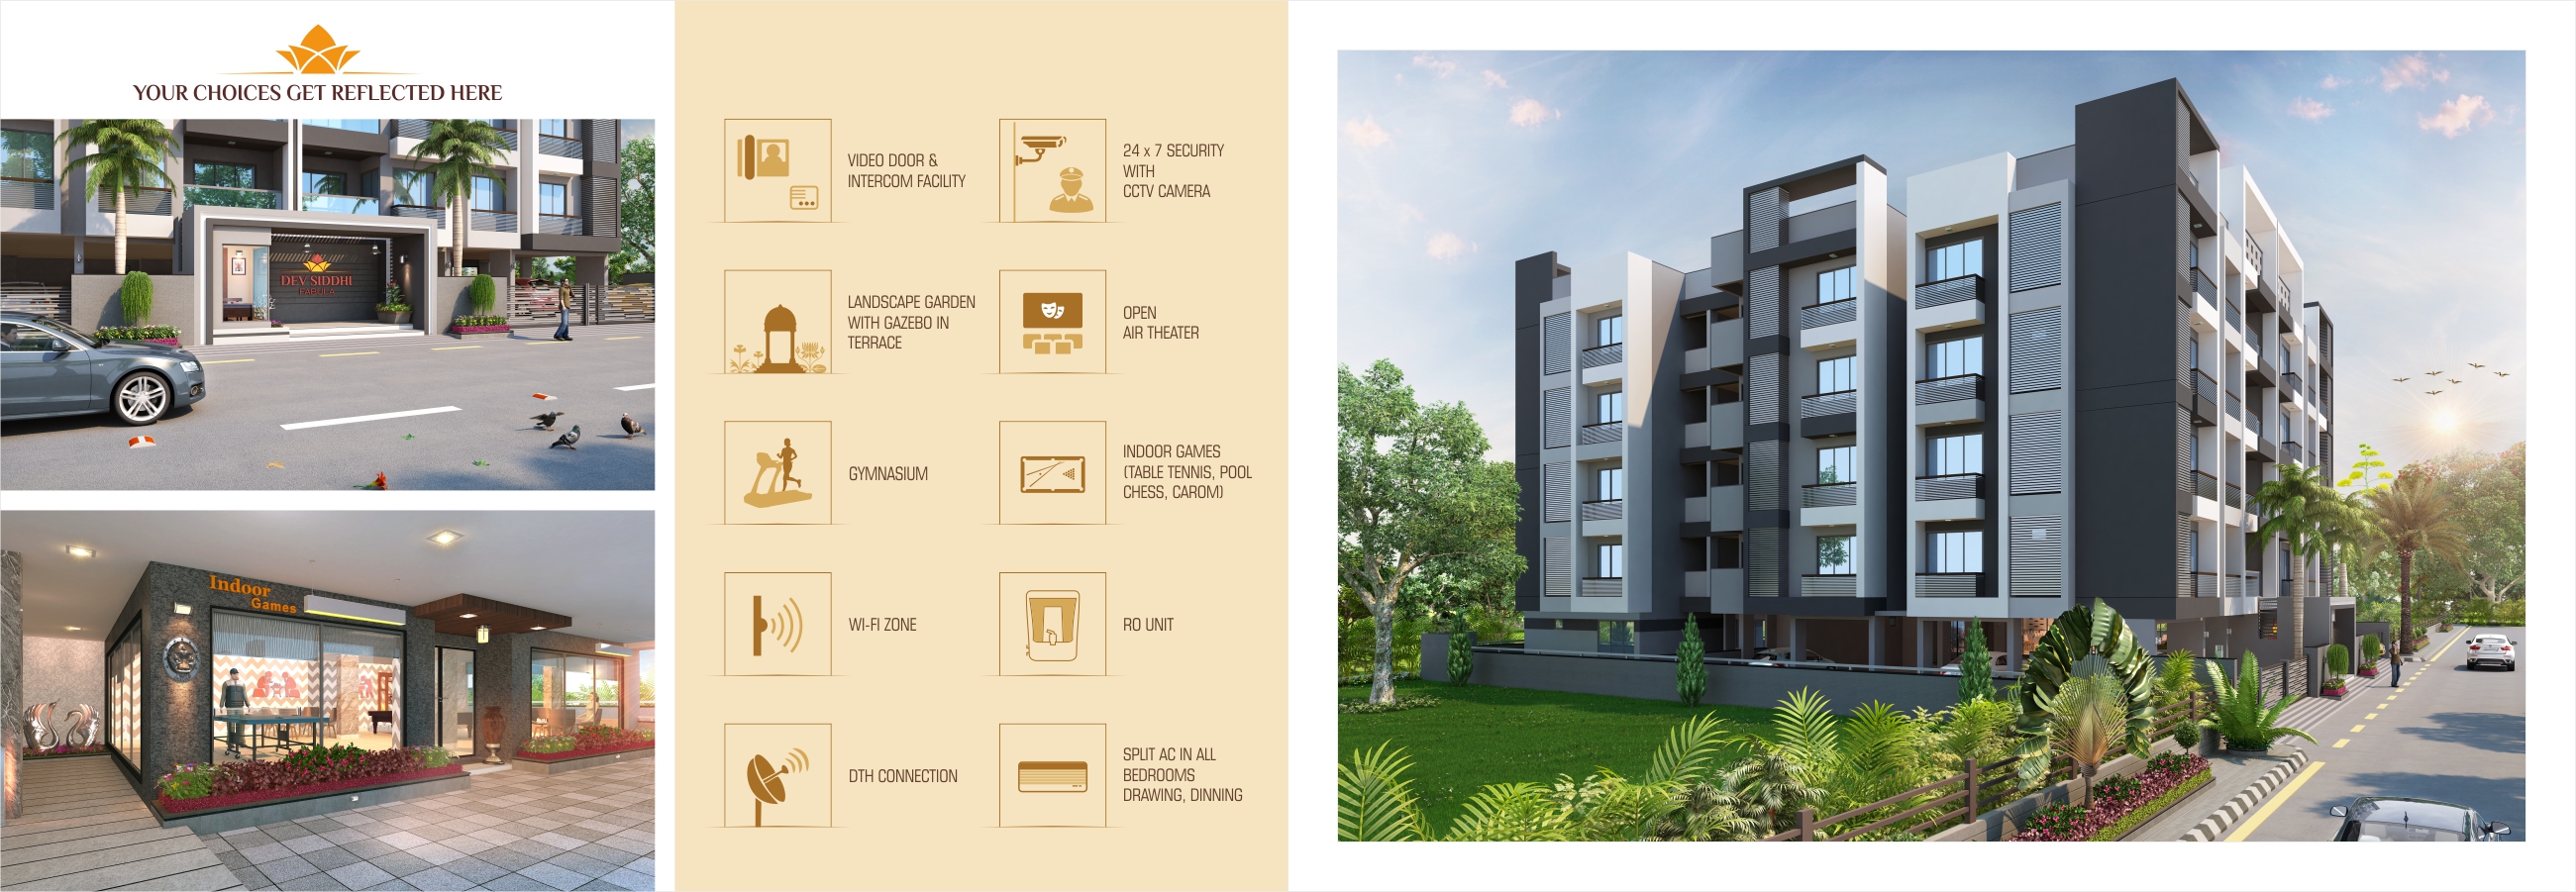 YOUR CHOICES GET REFLECTED HERE
DEV SIDDHI
PARULA
Indoor
Games
VIDEO DOOR &
INTERCOM FACILITY
24 x 7 SECURITY
WITH
CCTV CAMERA
LANDSCAPE GARDEN
WITH GAZEBO IN
TERRACE
OPEN
AIR THEATER
GYMNASIUM
INDOOR GAMES
(TABLE TENNIS, POOL
CHESS, CAROM)
WI-FI ZONE
RO UNIT
DTH CONNECTION
SPLIT AC IN ALL
BEDROOMS
DRAWING, DINNING